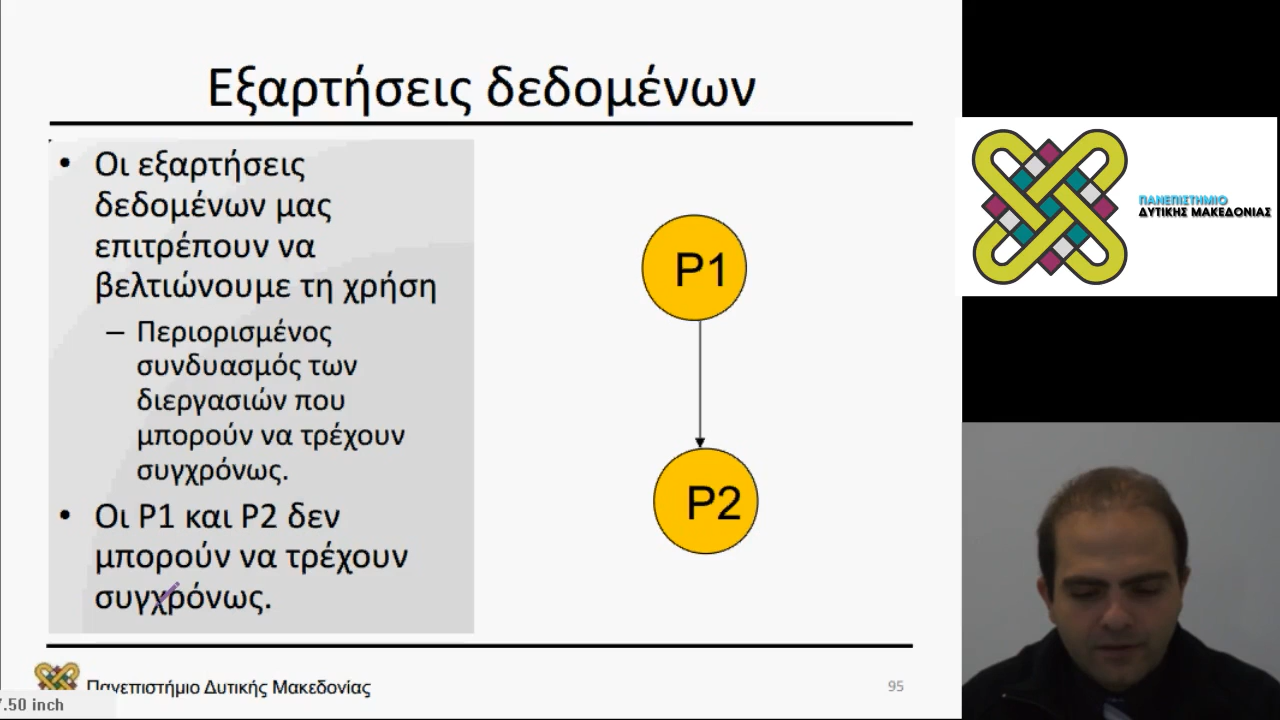 Εξαρτήσεις δεδομένων
• Οι εξαρτήσεις
δεδομένων μας
επιτρέπουν να
βελτιώνουμε τη χρήση
– Περιορισμένος
συνδυασμός των
διεργασιών που
μπορούν να τρέχουν
συγχρόνως.
• Οι P1 και P2 δεν
μπορούν να τρέχουν
συγχρόνως.
P1
P2
Πανεπιστήμιο Δυτικής Μακεδονίας
95
7.50 inch
ΠΑΝΕΠΙΣΤΗΜΙΟ
ΔΥΤΙΚΗΣ ΜΑΚΕΔΟΝΙΑΣ